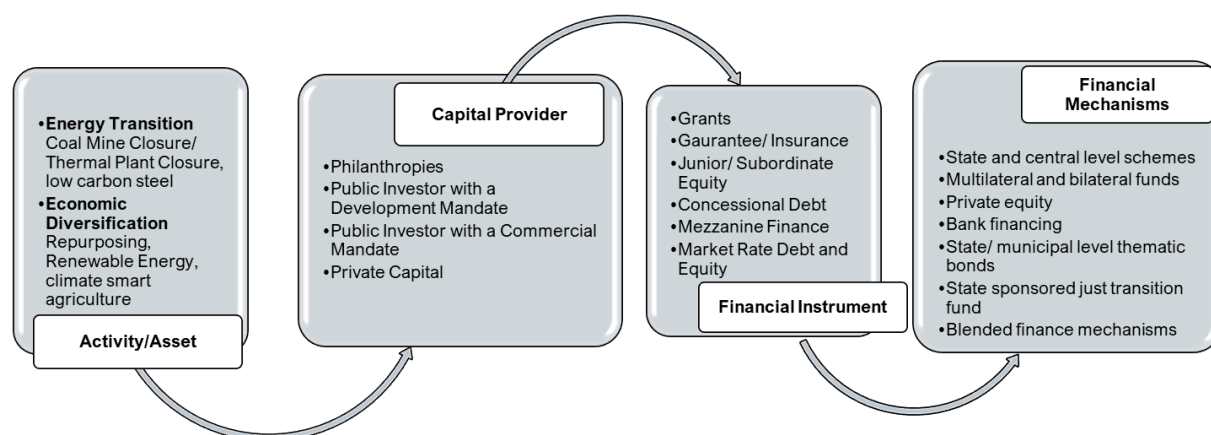 •Energy Transition
Coal Mine Closure/
Thermal Plant Closure,
low carbon steel
•Economic
Diversification
Repurposing,
Renewable Energy,
climate smart
agriculture
Activity/Asset
Capital Provider
•Philanthropies
•Public Investor with a
Development Mandate
•Public Investor with a Commercial
Mandate
•Private Capital
•Grants
•Gaurantee/ Insurance
•Junior/ Subordinate
Equity
•Concessional Debt
•Mezzanine Finance
•Market Rate Debt and
Equity
Financial Instrument
Financial
Mechanisms
•State and central level schemes
•Multilateral and bilateral funds
•Private equity
•Bank financing
•State/ municipal level thematic
bonds
•State sponsored just transition
fund
•Blended finance mechanisms